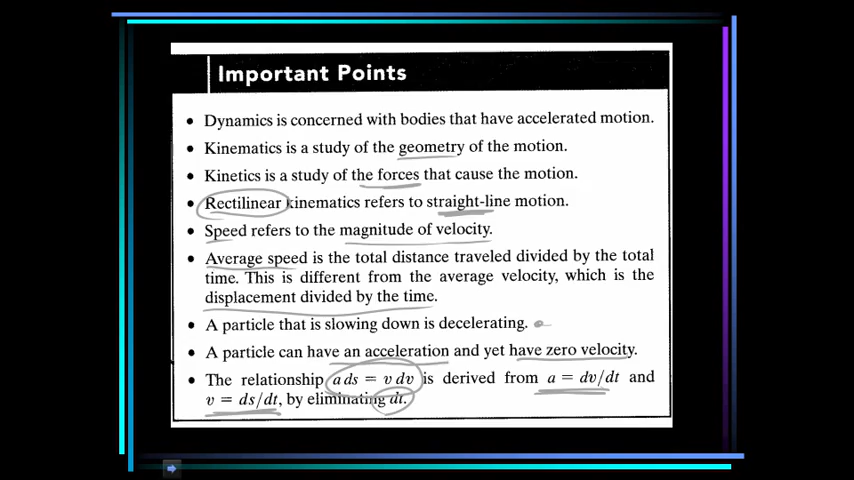 Important Points
• Dynamics is concerned with bodies that have accelerated motion.
• Kinematics is a study of the geometry of the motion.
• Kinetics is a study of the forces that cause the motion.
• Rectilinear kinematics refers to straight-line motion.
• Speed refers to the magnitude of velocity.
• Average speed is the total distance traveled divided by the total
time. This is different from the average velocity, which is the
displacement divided by the time.
• A particle that is slowing down is decelerating.
• A particle can have an acceleration and yet have zero velocity.
• The relationship a ds = v dv is derived from a = dv/dt and
v = ds/dt, by eliminating dt.